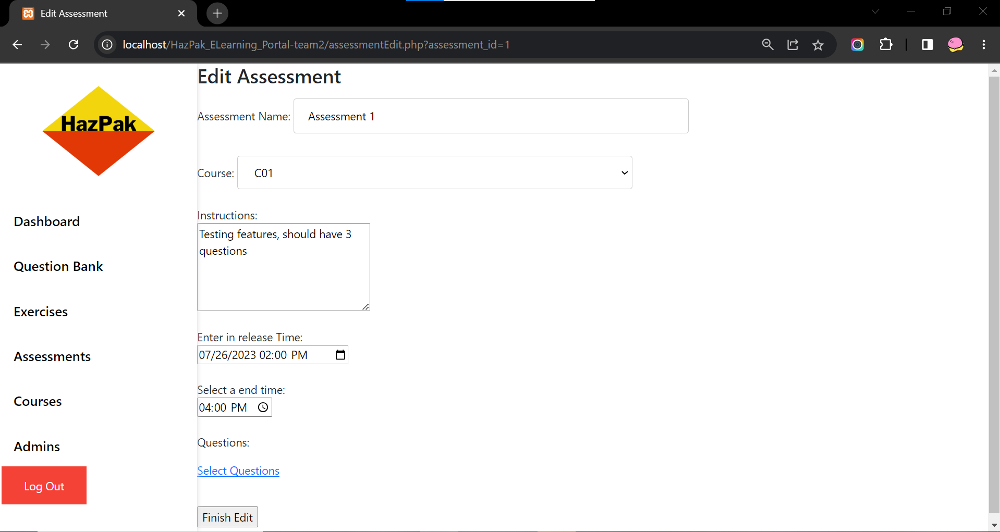 Edit Assessment
localhost/HazPak_ELearning_Portal-team2/assessmentEdit.php?assessment_id=1
HazPak
Dashboard
Question Bank
Exercises
Assessments
Courses
Admins
Log Out
Edit Assessment
Assessment Name: Assessment 1
Course: C01
Instructions:
Testing features, should have 3
questions
Enter in release Time:
07/26/2023 02:00 PM
Select a end time:
04:00 PM
Questions:
Select Questions
Finish Edit